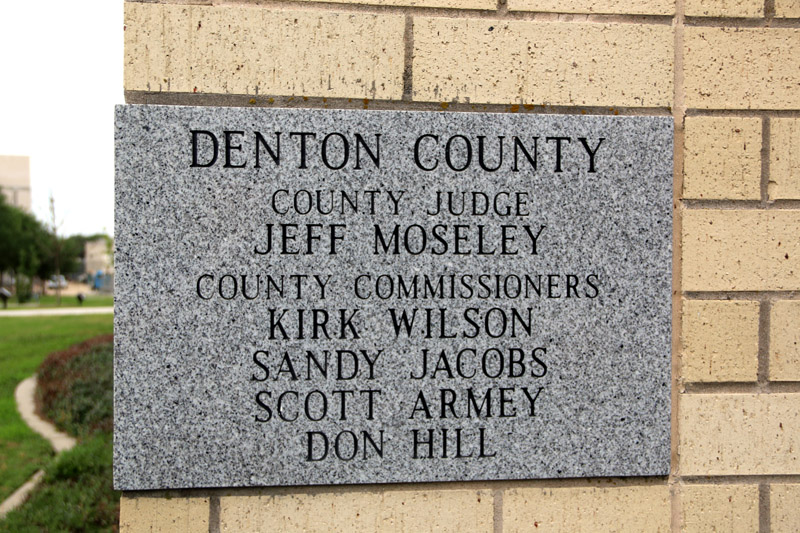 DENTON COUNTY
COUNTY JUDGE
JEFF MOSELEY
COUNTY COMMISSIONERS
KIRK WILSON
SANDY JACOBS
SCOTT ARMEY
DON HILL